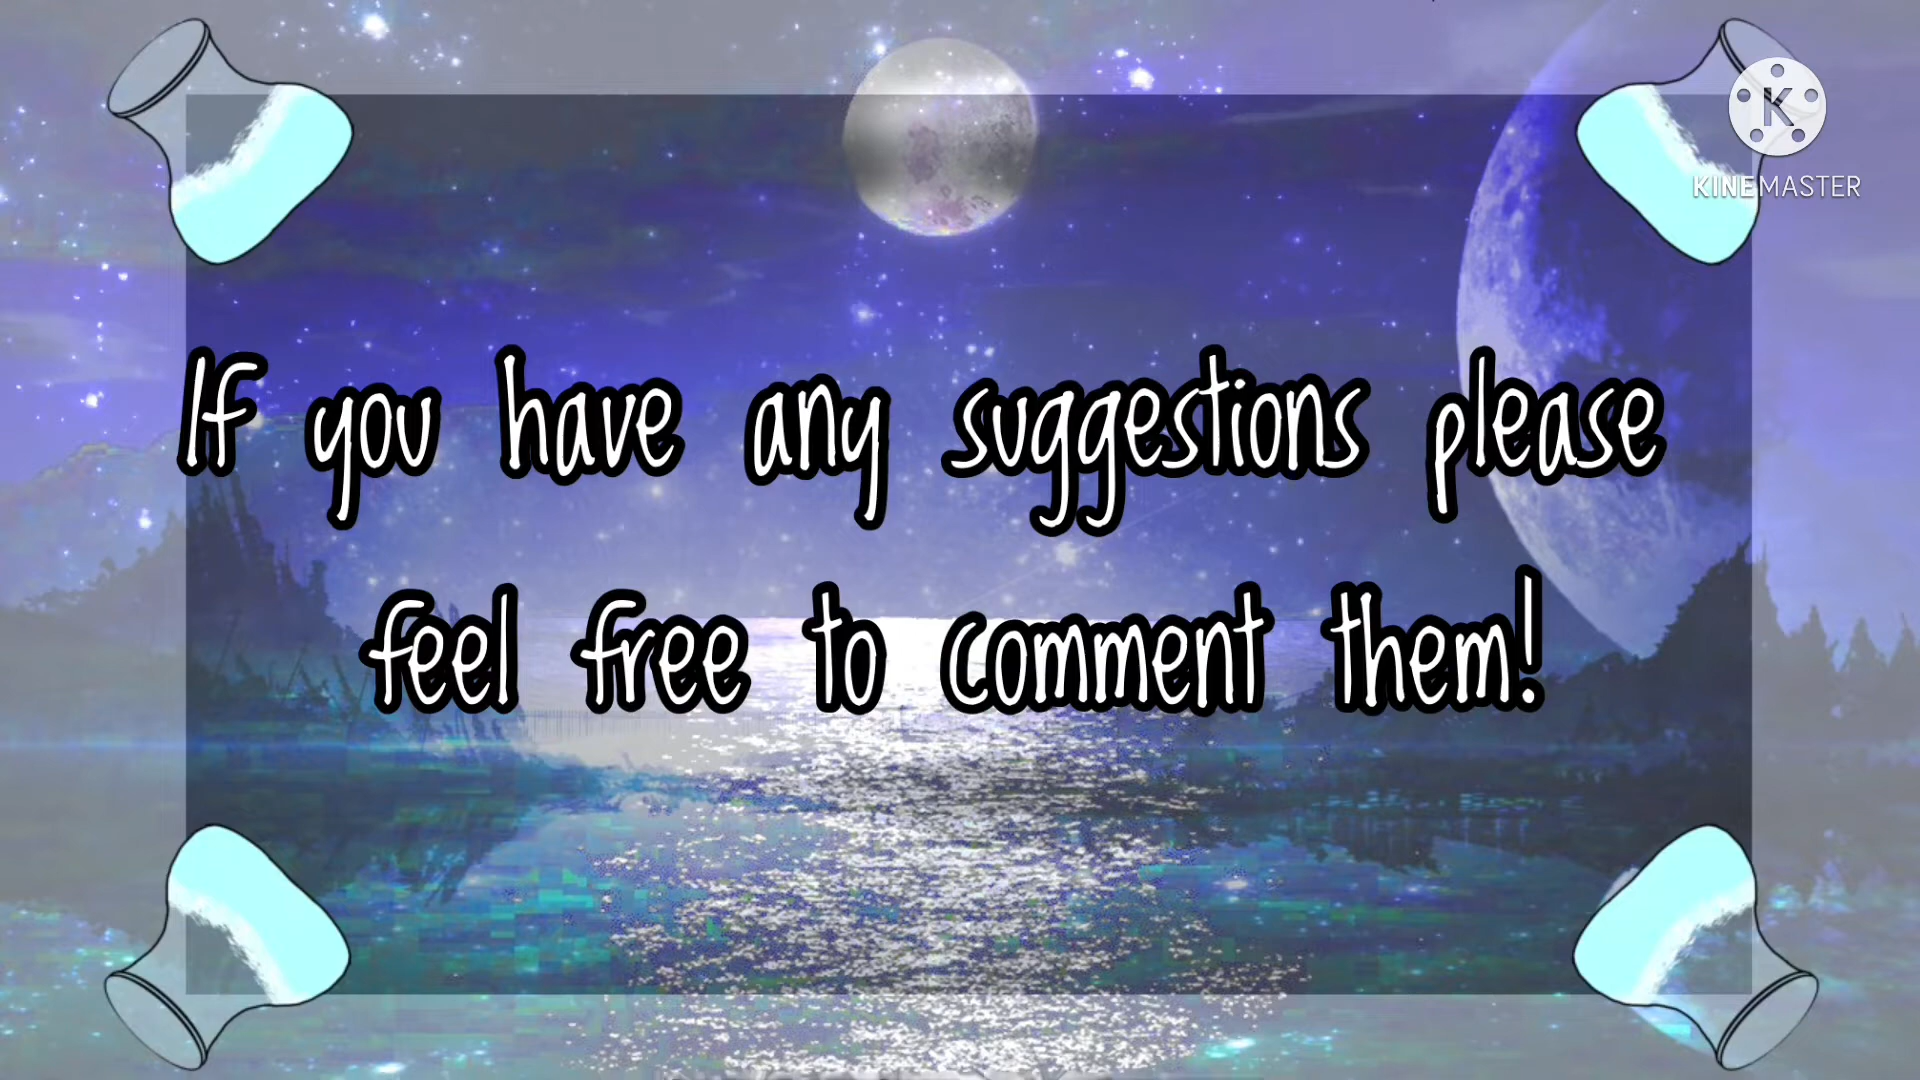 K
KINEMASTER
If you have any suggestions please
feel free to comment them!